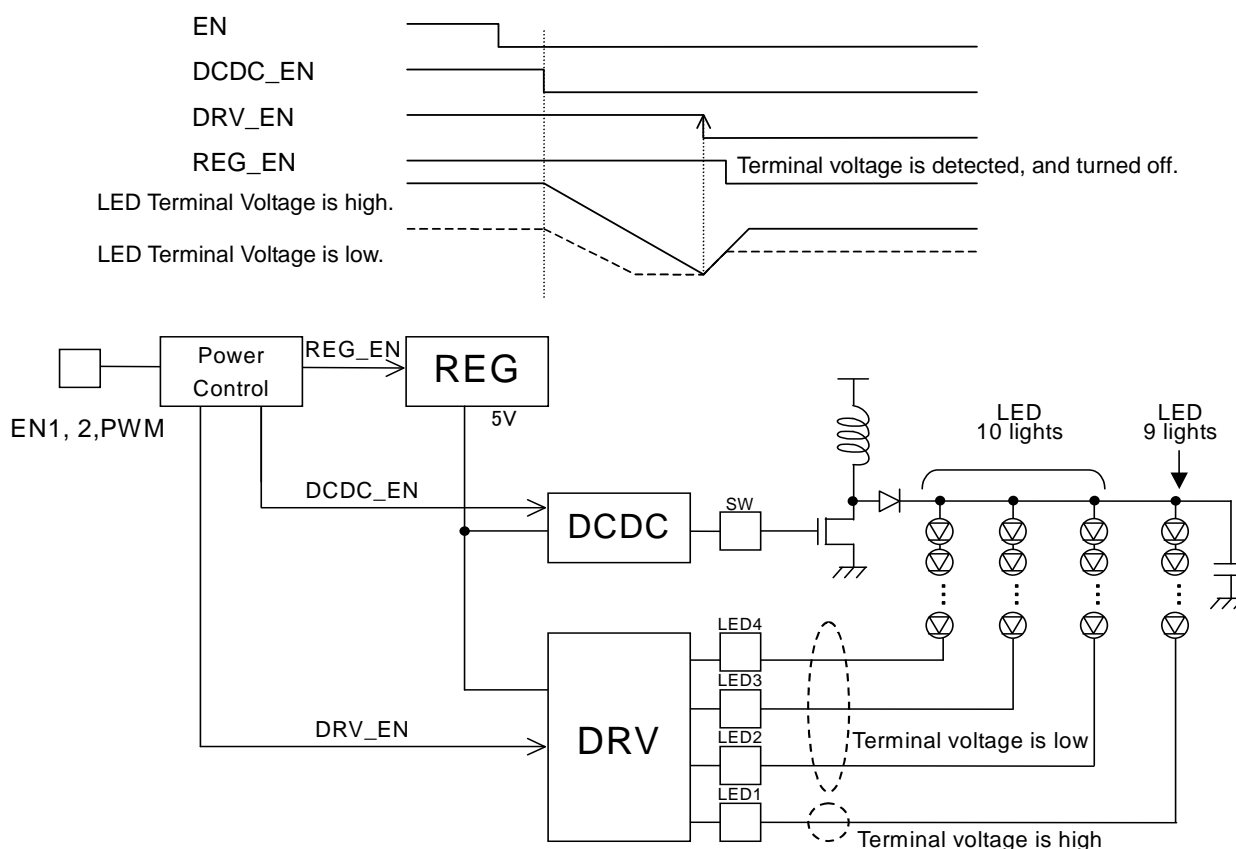 EN
DCDC_EN
DRV_EN
REG_EN
Terminal voltage is detected, and turned off.
LED Terminal Voltage is high.
LED Terminal Voltage is low.
Power
Control
REG_EN
REG
5V
EN1, 2,PWM
LED
10 lights
LED
9 lights
DCDC_EN
DCDC
SW
LED4
LED3
DRV_EN
DRV
LED2
Terminal voltage is low
LED1
Terminal voltage is high